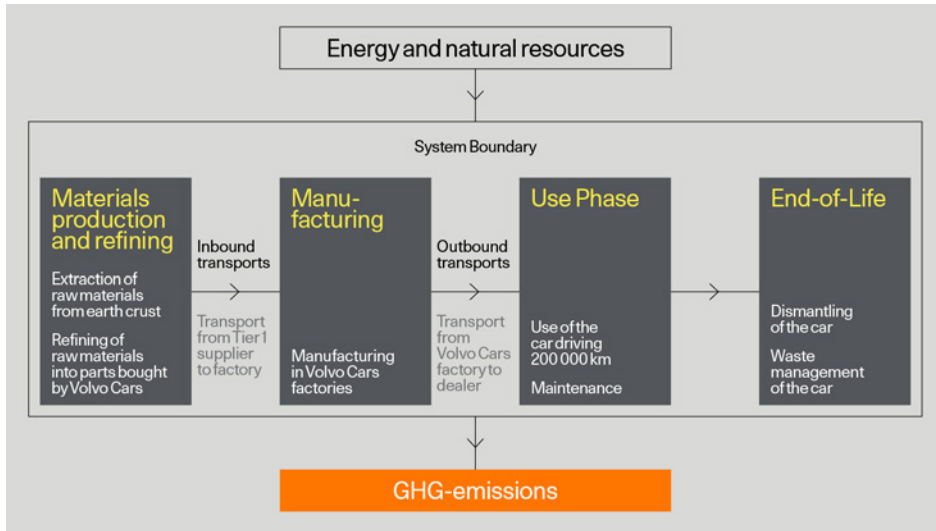 Energy and natural resources
System Boundary
Materials
production
and refining
Extraction of
raw materials
from earth crust
Refining of
raw materials
into parts bought
by Volvo Cars
Inbound
transports
Transport
from Tier 1
supplier
to factory
Manu-
facturing
Manufacturing
in Volvo Cars
factories
Outbound
transports
Transport
from
Volvo Cars
factory to
dealer
Use Phase
Use of the
car driving
200 000 km
Maintenance
End-of-Life
Dismantling
of the car
Waste
management
of the car
GHG-emissions